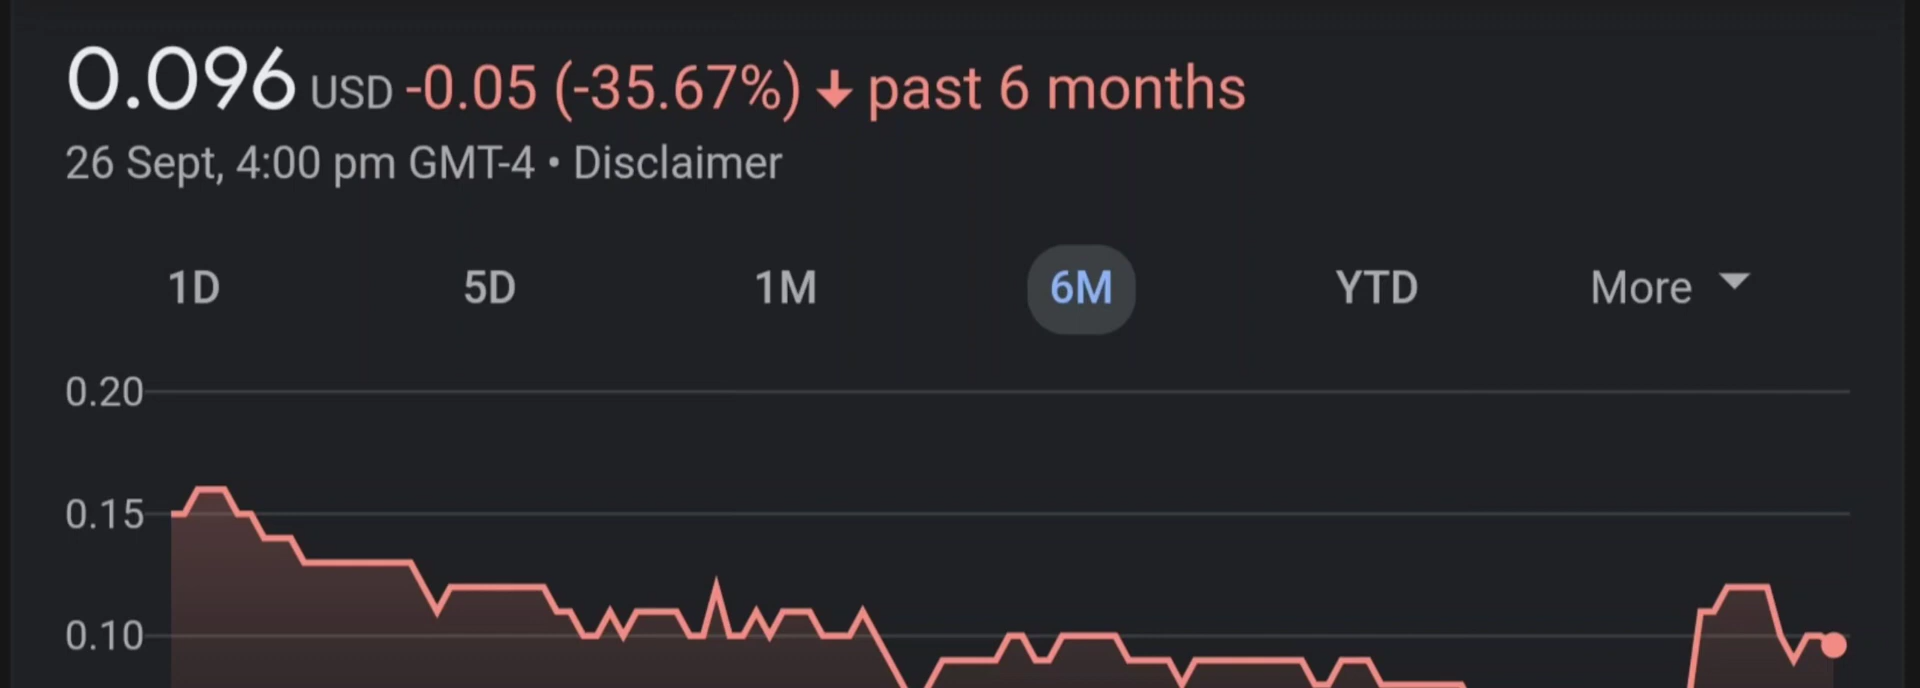 0.096 USD -0.05 (-35.67%) ↓ past 6 months
26 Sept, 4:00 pm GMT-4 • Disclaimer
1D 5D 1M 6M YTD More
0.20
0.15
0.10